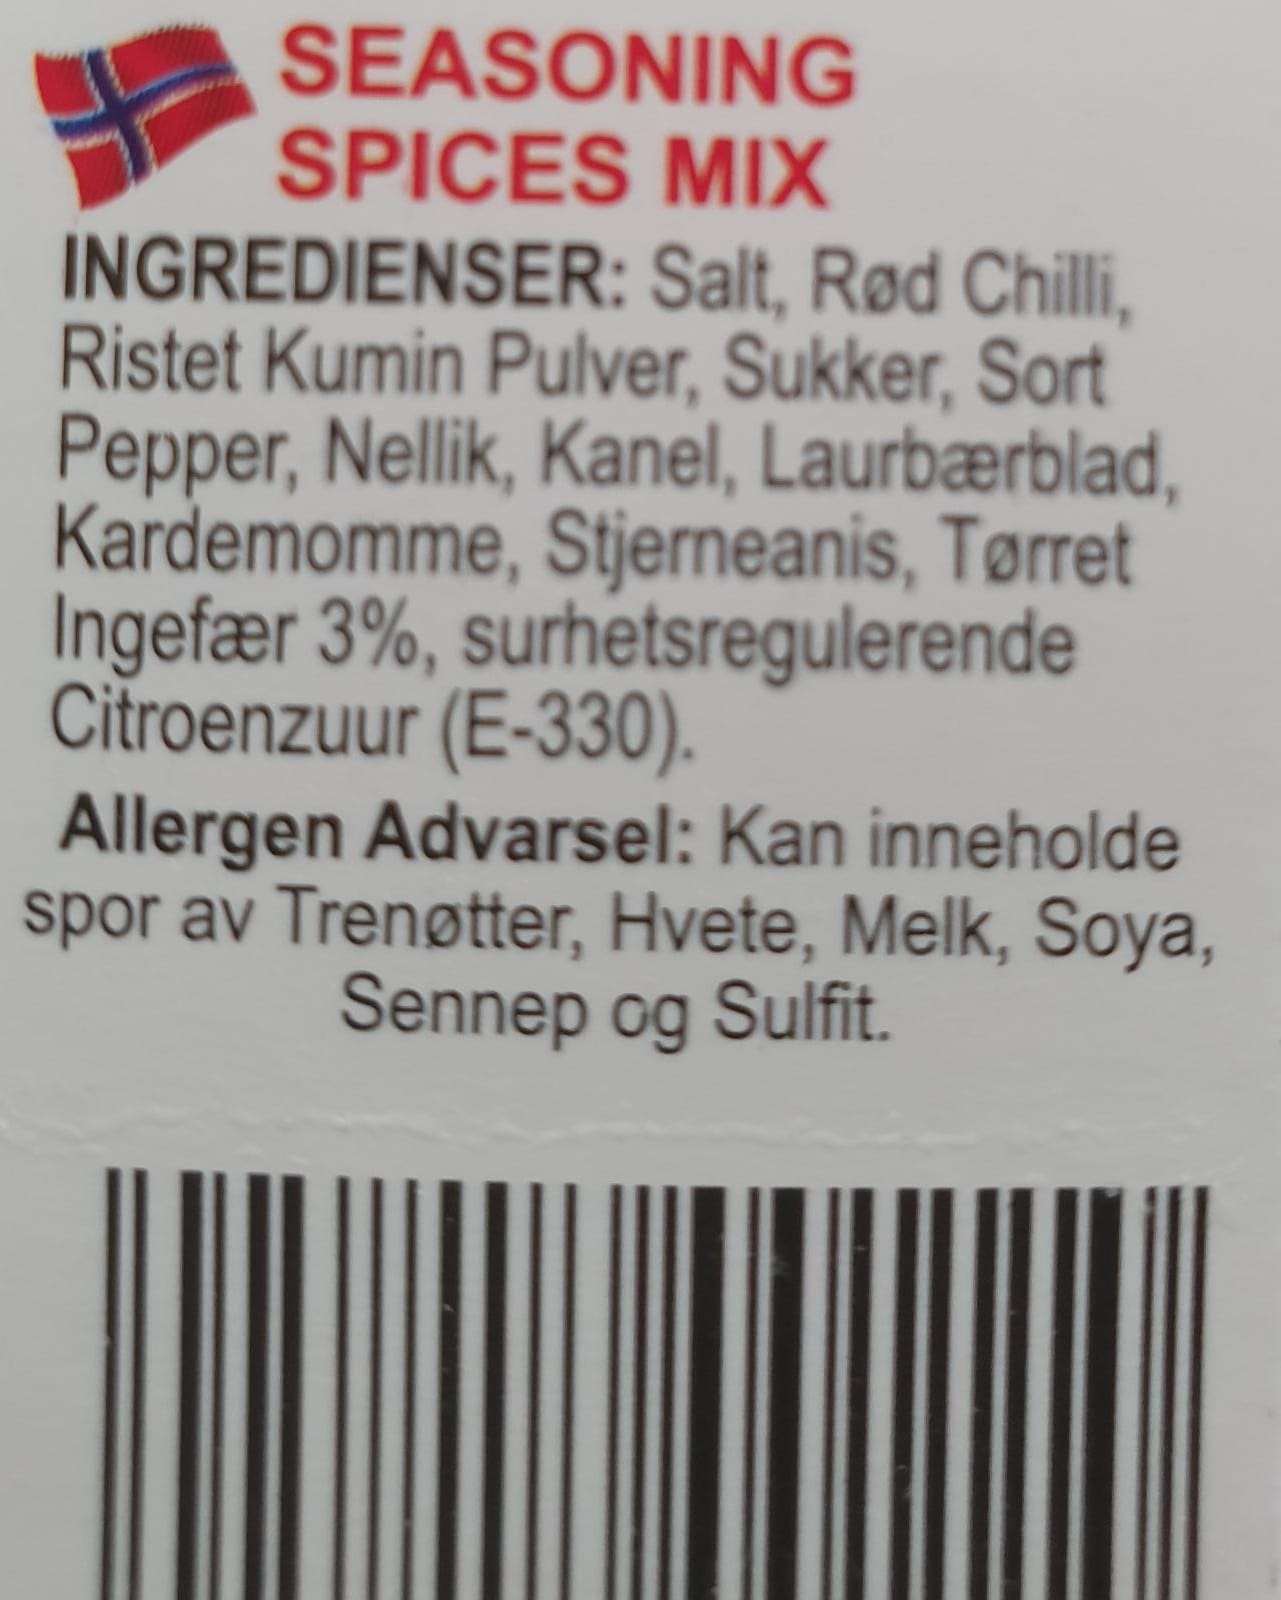 SEASONING
SPICES MIX
INGREDIENSER: Salt, Rød Chilli,
Ristet Kumin Pulver, Sukker, Sort
Pepper, Nellik, Kanel, Laurbærblad,
Kardemomme, Stjerneanis, Tørret
Ingefær 3%, surhetsregulerende
Citroenzuur (E-330).
Allergen Advarsel: Kan inneholde
spor av Trenøtter, Hvete, Melk, Soya,
Sennep og Sulfit.